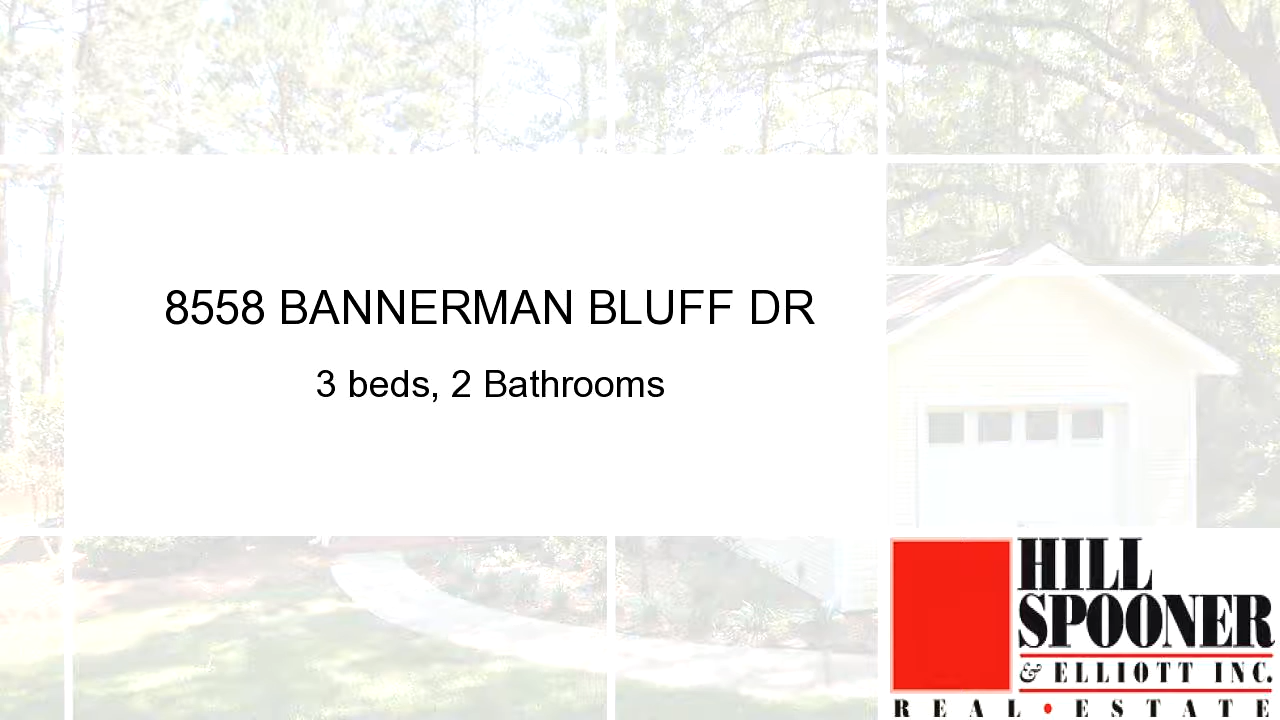 8558 BANNERMAN BLUFF DR
3 beds, 2 Bathrooms
HILL
SPOONER
& ELLIOTT INC.
REAL • ESTATE